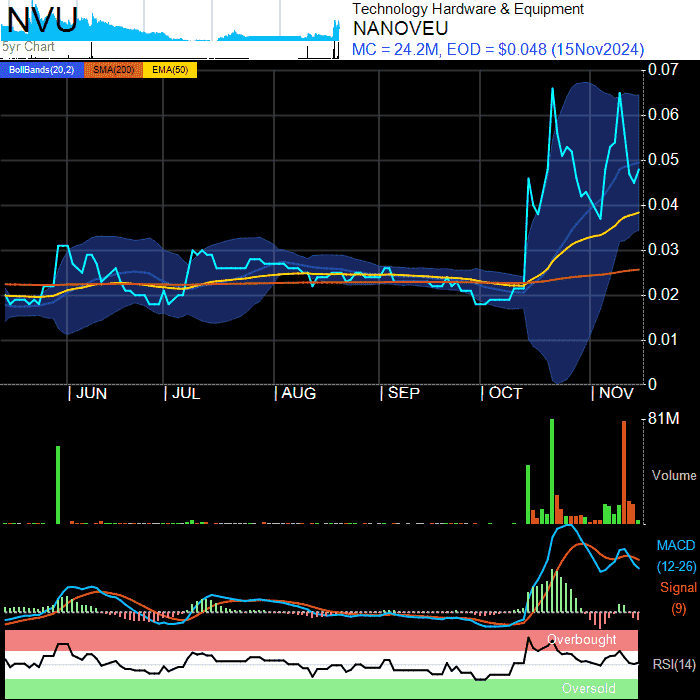 NVU
5yr Chart
Technology Hardware & Equipment
NANOVEU
MC = 24.2M, EOD = $0.048 (15Nov2024)
BollBands(20,2) SMA(200) EMA(50)
0.07
0.06
0.05
0.04
0.03
0.02
0.01
0
JUN JUL AUG SEP OCT NOV
81M
Volume
MACD
(12-26)
Signal
(9)
Overbought
RSI(14)
Oversold